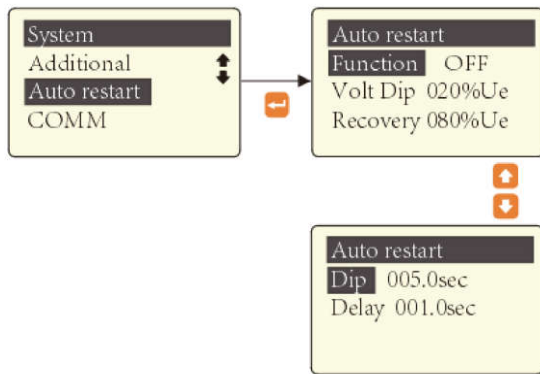 System
Additional
Auto restart
COMM
Auto restart
Function OFF
Volt Dip 020%Ue
Recovery 080%Ue
Auto restart
Dip 005.0sec
Delay 001.0sec